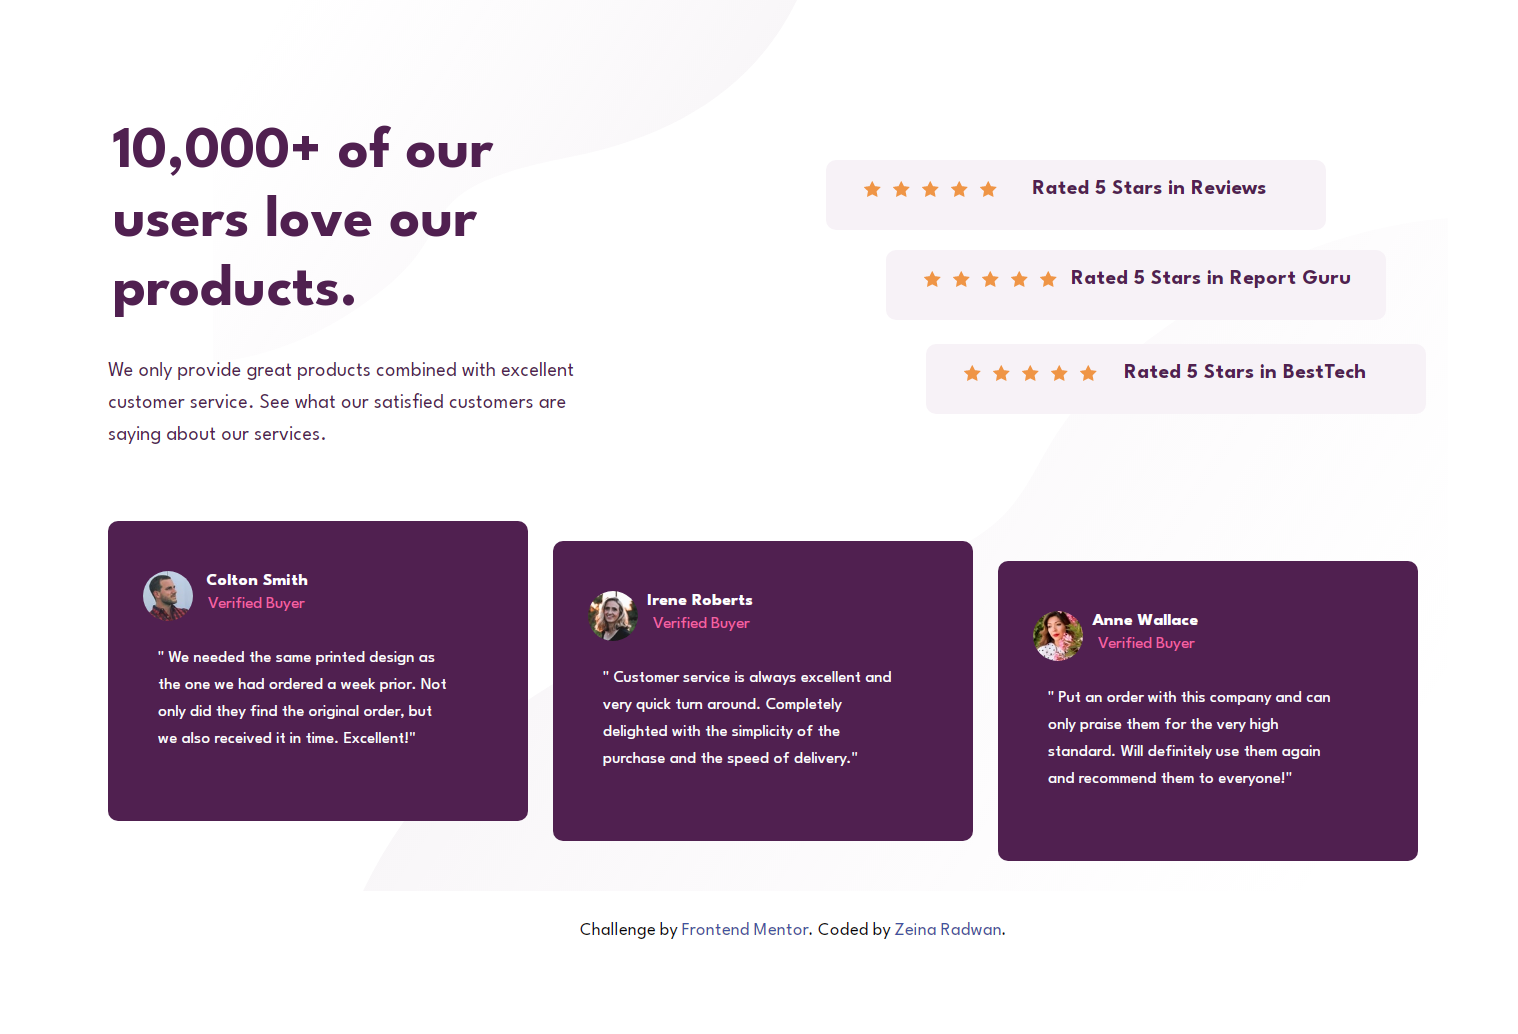 10,000+ of our
users love our
products.
We only provide great products combined with excellent
customer service. See what our satisfied customers are
saying about our services.
Rated 5 Stars in Reviews
Rated 5 Stars in Report Guru
Rated 5 Stars in BestTech
Colton Smith
Verified Buyer
" We needed the same printed design as
the one we had ordered a week prior. Not
only did they find the original order, but
we also received it in time. Excellent!"
Irene Roberts
Verified Buyer
" Customer service is always excellent and
very quick turn around. Completely
delighted with the simplicity of the
purchase and the speed of delivery."
Anne Wallace
Verified Buyer
" Put an order with this company and can
only praise them for the very high
standard. Will definitely use them again
and recommend them to everyone!"
Challenge by Frontend Mentor. Coded by Zeina Radwan.